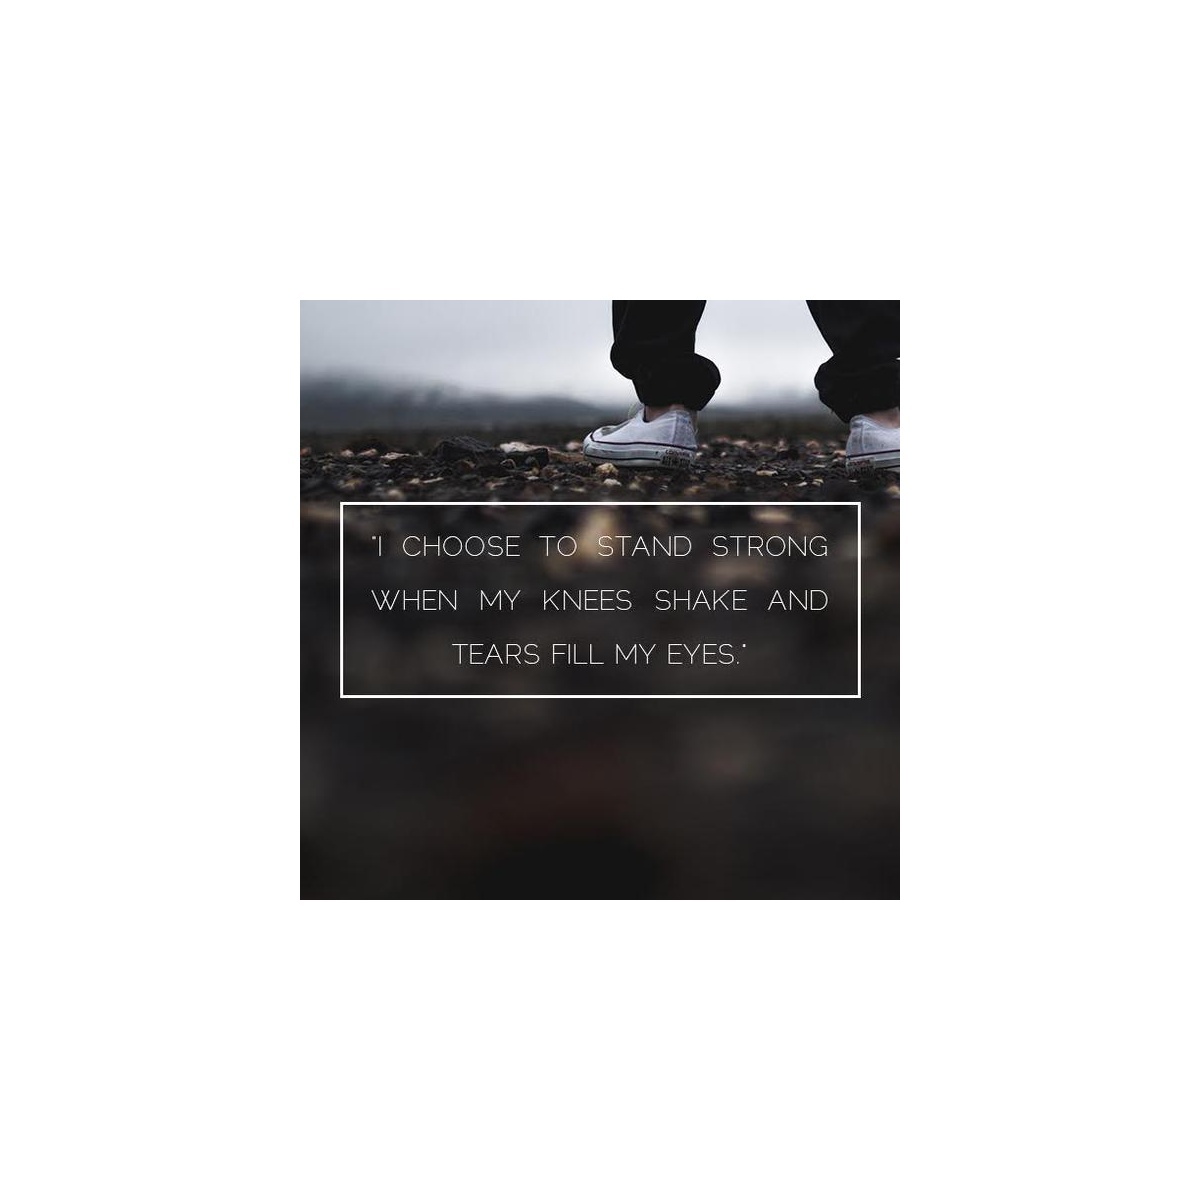 "I CHOOSE TO STAND STRONG
WHEN MY KNEES SHAKE AND
TEARS FILL MY EYES."